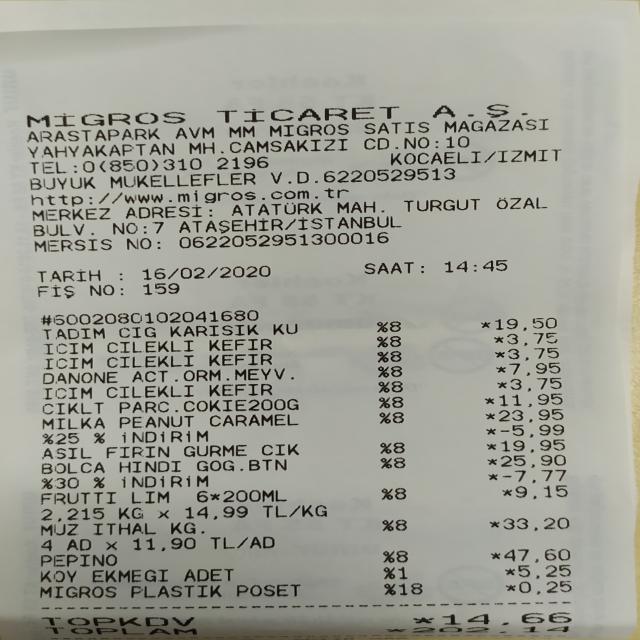 MİGROS TİCARET A.Ş.
ARASTAPARK AVM MM MIGROS SATIS MAGAZASI
YAHYAKAPTAN MH.CAMSAKIZI CD.NO:10
TEL:0(850)310 2196 KOCAELI/IZMIT
BUYUK MUKELLEFLER V.D.6220529513
http://www.migros.com.tr
MERKEZ ADRESİ: ATATÜRK MAH. TURGUT ÖZAL
BULV. NO:7 ATAŞEHİR/İSTANBUL
MERSIS NO: 0622052951300016
TARİH : 16/02/2020 SAAT: 14:45
FİŞ NO: 159
#6002080102041680
TADIM CIG KARISIK KU %8 *19,50
ICIM CILEKLI KEFIR %8 *3,75
ICIM CILEKLI KEFIR %8 *3,75
DANONE ACT.ORM.MEYV. %8 *7,95
ICIM CILEKLI KEFIR %8 *3,75
CIKLT PARC.COKIE200G %8 *11,95
MILKA PEANUT CARAMEL %8 *23,95
%25 % İNDİRİM *-5,99
ASIL FIRIN GURME CIK %8 *19,95
BOLCA HINDI GOG.BTN %8 *25,90
%30 % İNDİRİM *-7,77
FRUTTI LIM 6*200ML %8 *9,15
2,215 KG x 14,99 TL/KG
MUZ ITHAL KG. %8 *33,20
4 AD x 11,90 TL/AD
PEPINO %8 *47,60
KOY EKMEGI ADET %1 *5,25
MIGROS PLASTIK POSET %18 *0,25
TOPKDV *14,66
TOPLAM